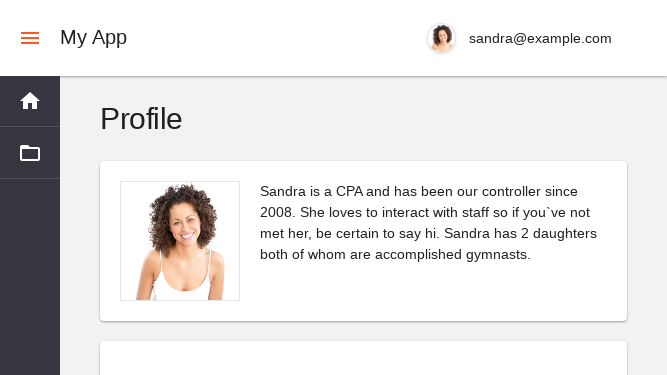 My App
sandra@example.com
Profile
Sandra is a CPA and has been our controller since
2008. She loves to interact with staff so if you`ve not
met her, be certain to say hi. Sandra has 2 daughters
both of whom are accomplished gymnasts.